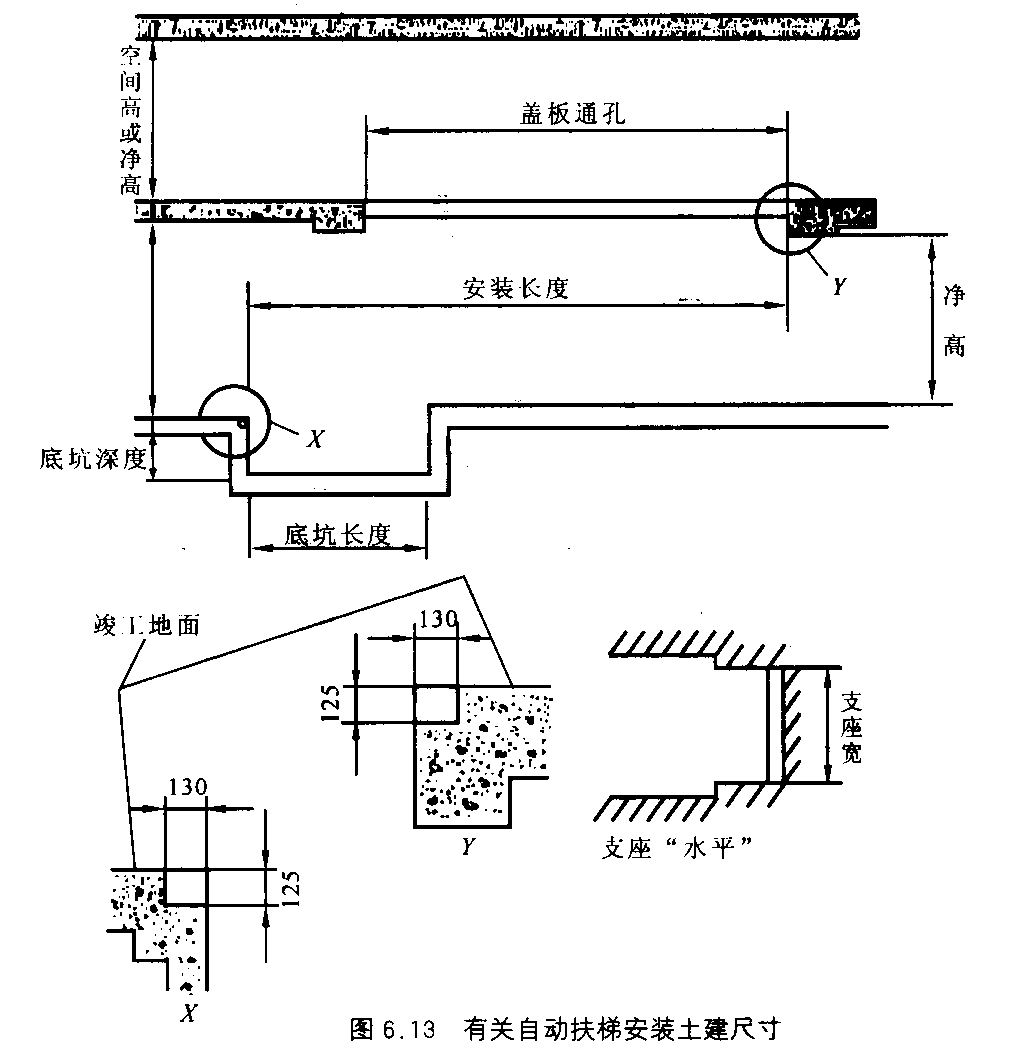 空间高或净高
盖板通孔
安装长度
Y
净高
X
底坑深度
底坑长度
竣工地面
130
125
130
125
支座宽
Y
支座“水平”
X
图 6.13 有关自动扶梯安装土建尺寸